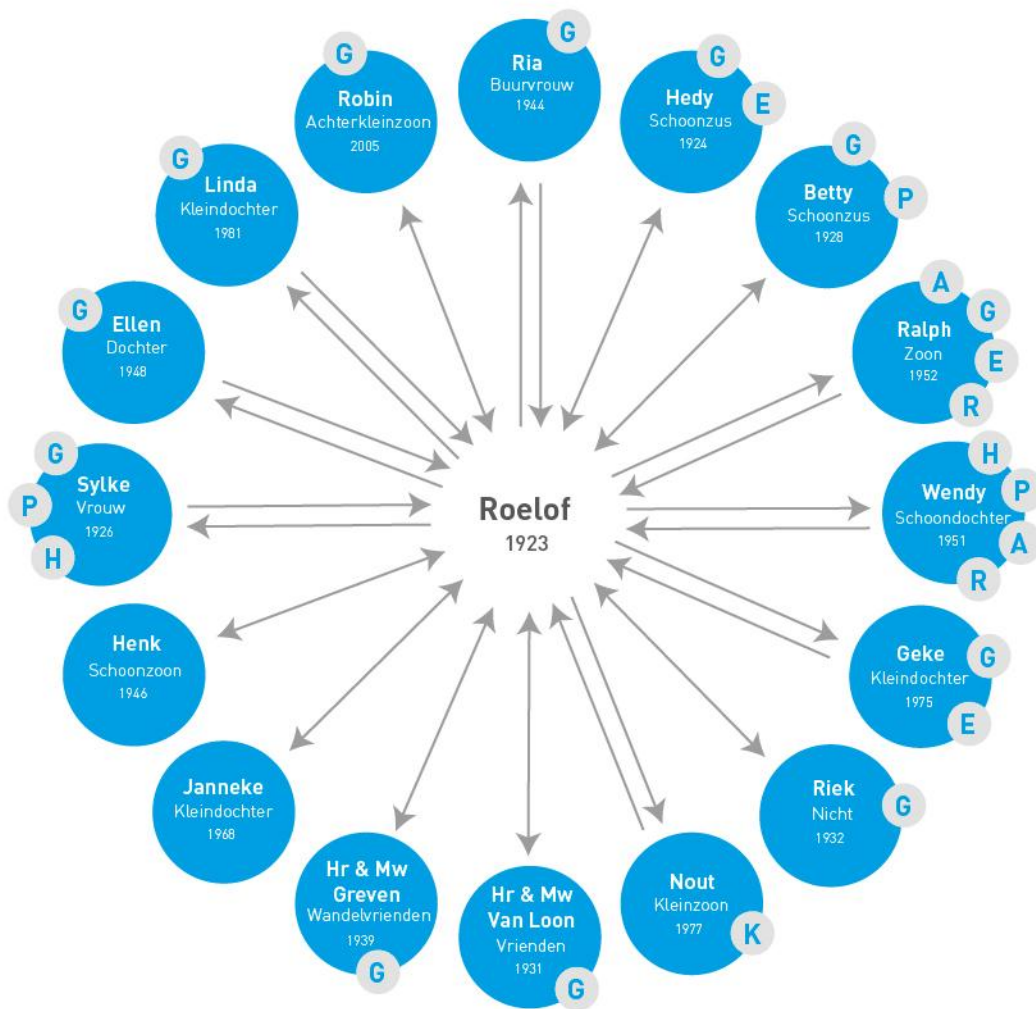 G
Ria
Buurvrouw
1944
G
E
Hedy
Schoonzus
1924
G
P
Betty
Schoonzus
1928
A
G
E
R
Ralph
Zoon
1952
H
P
A
R
Wendy
Schoondochter
1951
G
E
Geke
Kleindochter
1975
G
Riek
Nicht
1932
K
Nout
Kleinzoon
1977
Hr & Mw
Van Loon
Vrienden
1931
G
Hr & Mw
Greven
Wandelvrienden
1939
G
Janneke
Kleindochter
1968
Henk
Schoonzoon
1946
G
P
H
Sylke
Vrouw
1926
G
Ellen
Dochter
1948
G
Linda
Kleindochter
1981
G
Robin
Achterkleinzoon
2005
Roelof
1923